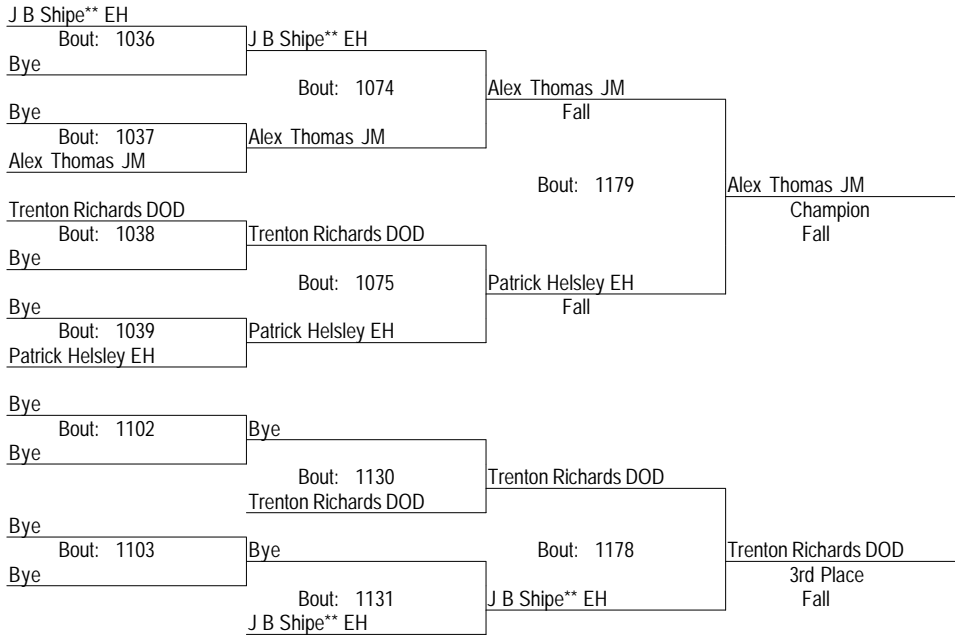 J B Shipe** EH
Bout: 1036
J B Shipe** EH
Bye
Bout: 1074
Alex Thomas JM
Bye
Fall
Bout: 1037
Alex Thomas JM
Alex Thomas JM
Bout: 1179
Alex Thomas JM
Trenton Richards DOD
Champion
Bout: 1038
Trenton Richards DOD
Fall
Bye
Bout: 1075
Patrick Helsley EH
Bye
Fall
Bout: 1039
Patrick Helsley EH
Patrick Helsley EH
Bye
Bout: 1102
Bye
Bye
Bout: 1130
Trenton Richards DOD
Trenton Richards DOD
Bye
Bout: 1103
Bye
Bout: 1178
Trenton Richards DOD
Bye
3rd Place
Bout: 1131
J B Shipe** EH
Fall
J B Shipe** EH